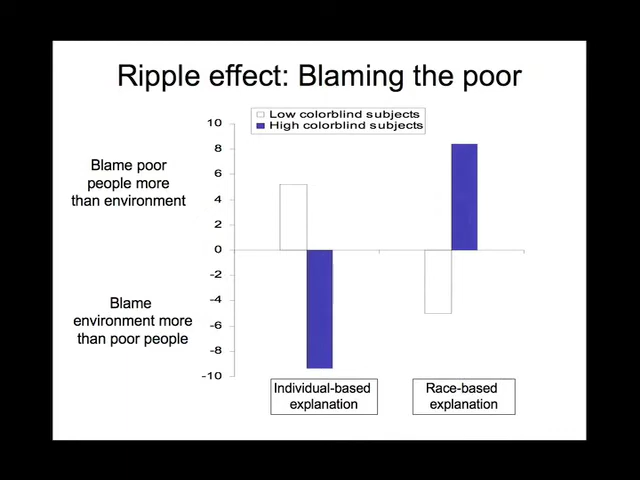 Ripple effect: Blaming the poor
Low colorblind subjects
High colorblind subjects
10
8
6
4
2
0
-2
-4
-6
-8
-10
Blame poor
people more
than environment
Blame
environment more
than poor people
Individual-based
explanation
Race-based
explanation